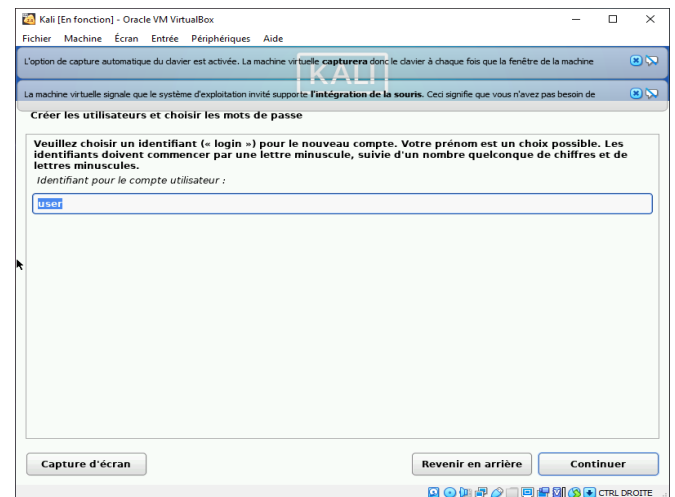 Kali [En fonction] - Oracle VM VirtualBox
Fichier Machine Écran Entrée Périphériques Aide
L'option de capture automatique du clavier est activée. La machine virtuelle capturera donc le clavier à chaque fois que la fenêtre de la machine
KALI
La machine virtuelle signale que le système d'exploitation invité supporte l'intégration de la souris. Ceci signifie que vous n'avez pas besoin de
Créer les utilisateurs et choisir les mots de passe
Veuillez choisir un identifiant (« login ») pour le nouveau compte. Votre prénom est un choix possible. Les
identifiants doivent commencer par une lettre minuscule, suivie d'un nombre quelconque de chiffres et de
lettres minuscules.
Identifiant pour le compte utilisateur :
user
Capture d'écran Revenir en arrière Continuer
CTRL DROITE